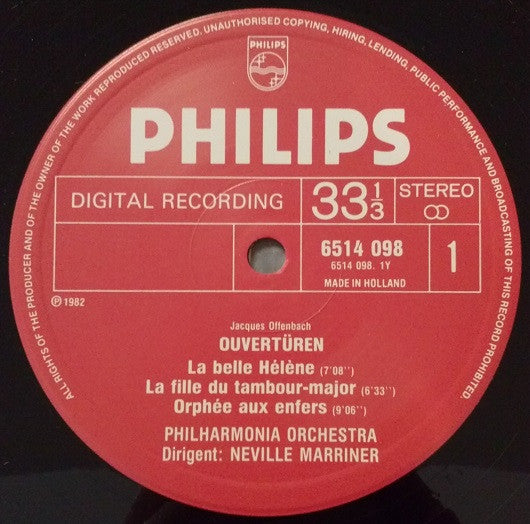 ALL RIGHTS OF THE PRODUCER AND OF THE OWNER OF THE WORK REPRODUCED RESERVED. UNAUTHORISED COPYING, HIRING, LENDING, PUBLIC PERFORMANCE AND BROADCASTING OF THIS RECORD PROHIBITED.
PHILIPS
PHILIPS
DIGITAL RECORDING
33 1/3
STEREO
6514 098
6514 098. 1Y
MADE IN HOLLAND
1
℗ 1982
Jacques Offenbach
OUVERTÜREN
La belle Hélène (7'08'')
La fille du tambour-major (6'33'')
Orphée aux enfers (9'06'')
PHILHARMONIA ORCHESTRA
Dirigent: NEVILLE MARRINER